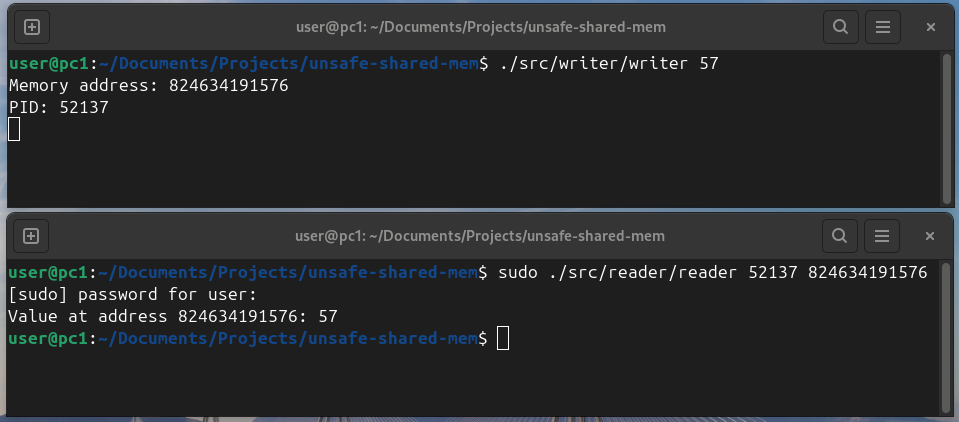 user@pc1: ~/Documents/Projects/unsafe-shared-mem
user@pc1:~/Documents/Projects/unsafe-shared-mem$ ./src/writer/writer 57
Memory address: 824634191576
PID: 52137
user@pc1: ~/Documents/Projects/unsafe-shared-mem
user@pc1:~/Documents/Projects/unsafe-shared-mem$ sudo ./src/reader/reader 52137 824634191576
[sudo] password for user:
Value at address 824634191576: 57
user@pc1:~/Documents/Projects/unsafe-shared-mem$